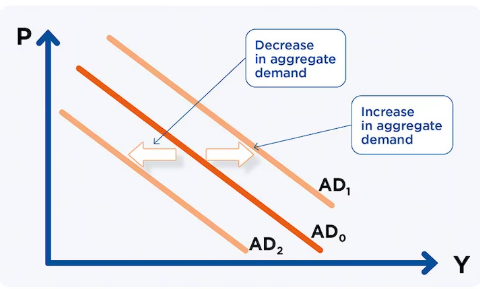 P
Decrease
in aggregate
demand
Increase
in aggregate
demand
AD₁
AD₀
AD₂
Y